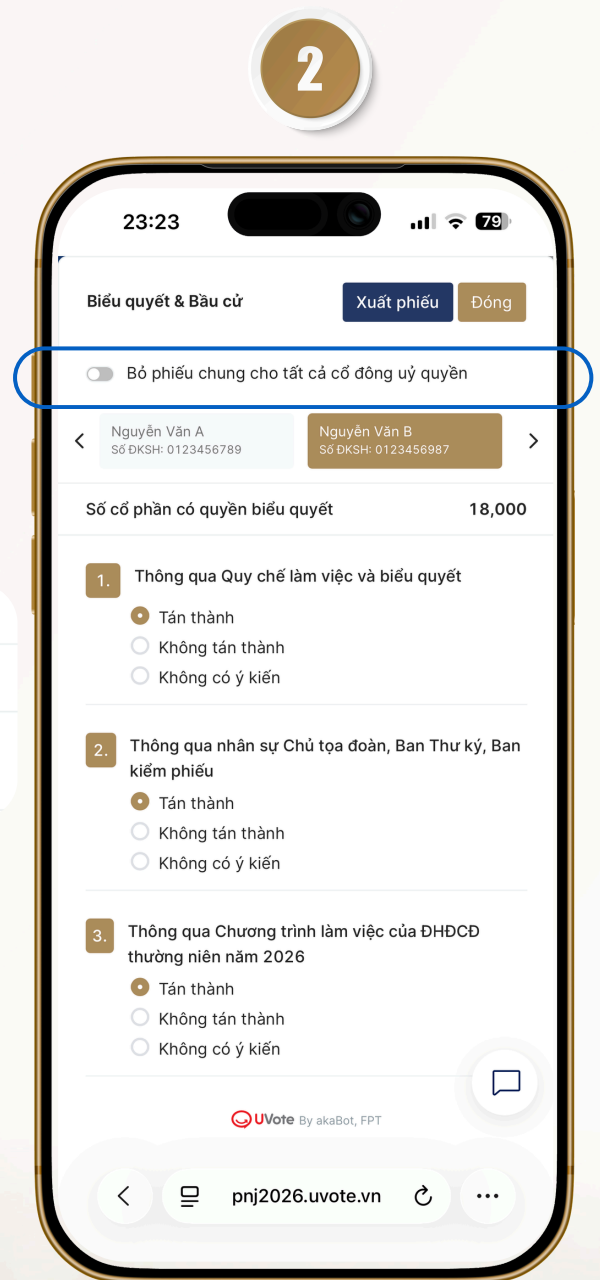 2
23:23
79
Biểu quyết & Bầu cử
Xuất phiếu
Đóng
Bỏ phiếu chung cho tất cả cổ đông uỷ quyền
Nguyễn Văn A
Số ĐKSH: 0123456789
Nguyễn Văn B
Số ĐKSH: 0123456987
Số cổ phần có quyền biểu quyết
18,000
1.
Thông qua Quy chế làm việc và biểu quyết
Tán thành
Không tán thành
Không có ý kiến
2.
Thông qua nhân sự Chủ tọa đoàn, Ban Thư ký, Ban
kiểm phiếu
Tán thành
Không tán thành
Không có ý kiến
3.
Thông qua Chương trình làm việc của ĐHĐCĐ
thường niên năm 2026
Tán thành
Không tán thành
Không có ý kiến
UVote By akaBot, FPT
pnj2026.uvote.vn